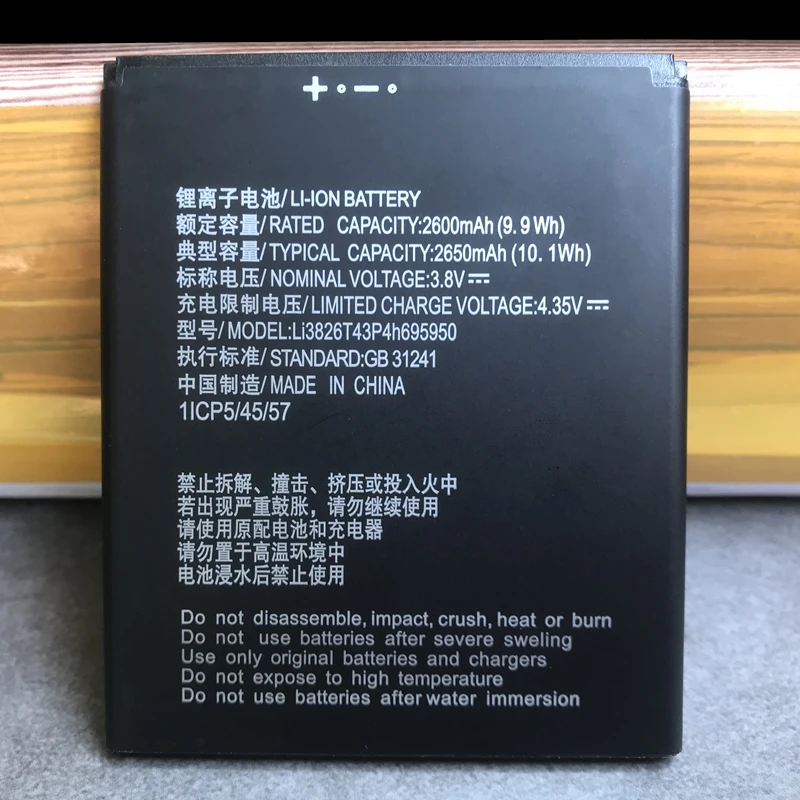 + ∘ − ∘
锂离子电池/LI-ION BATTERY
额定容量/RATED CAPACITY:2600mAh(9.9Wh)
典型容量/TYPICAL CAPACITY:2650mAh(10.1Wh)
标称电压/NOMINAL VOLTAGE:3.8V⎓
充电限制电压/LIMITED CHARGE VOLTAGE:4.35V⎓
型号/MODEL:Li3826T43P4h695950
执行标准/STANDARD:GB 31241
中国制造/MADE IN CHINA
1ICP5/45/57
禁止拆解、撞击、挤压或投入火中
若出现严重鼓胀，请勿继续使用
请使用原配电池和充电器
请勿置于高温环境中
电池浸水后禁止使用
Do not disassemble, impact, crush, heat or burn
Do not use batteries after severe sweling
Use only original batteries and chargers
Do not expose to high temperature
Do not use batteries after water immersion